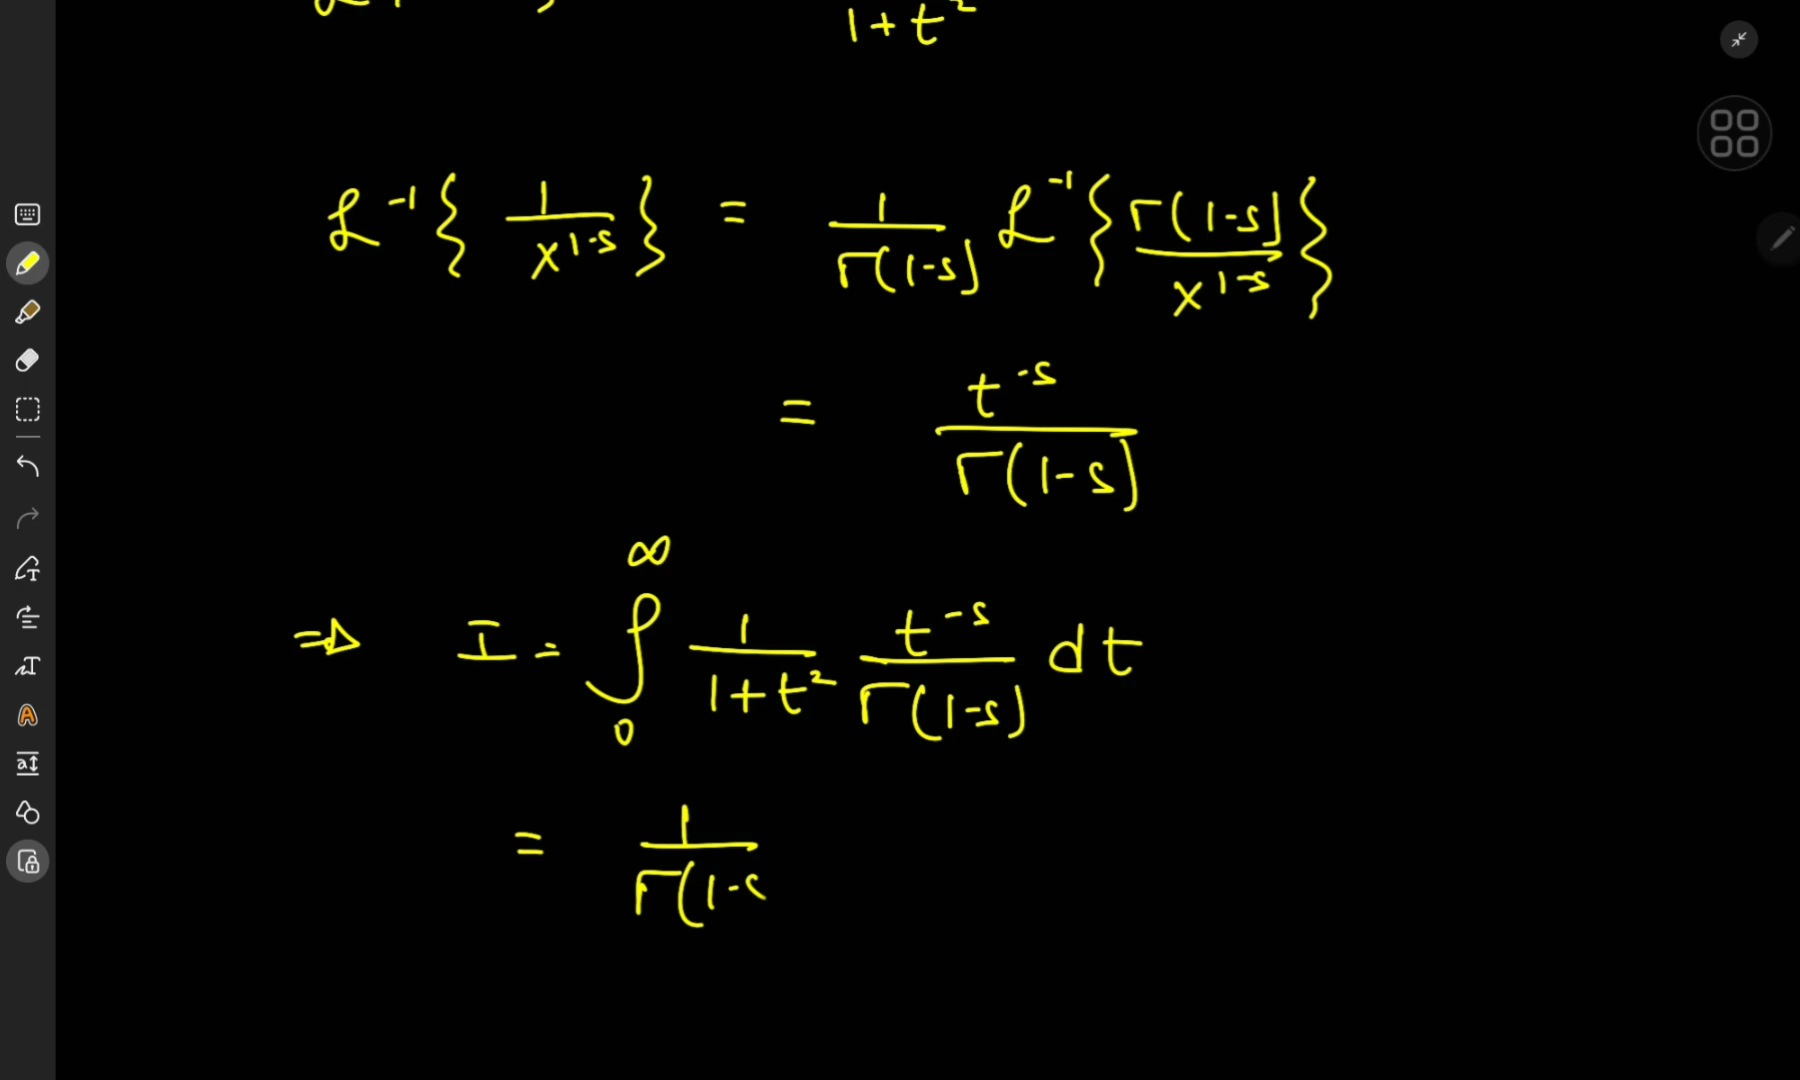 1+t²
ℒ⁻¹{ 1/x^(1-s) } = 1/Γ(1-s) ℒ⁻¹{ Γ(1-s)/x^(1-s) }
= t^(-s)/Γ(1-s)
⇒ I = ∫₀^∞ 1/(1+t²) t^(-s)/Γ(1-s) dt
= 1/Γ(1-s